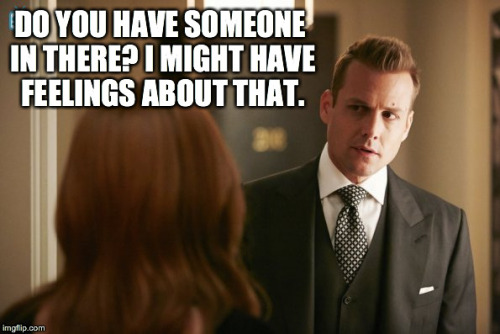 DO YOU HAVE SOMEONE
IN THERE? I MIGHT HAVE
FEELINGS ABOUT THAT.
imgflip.com